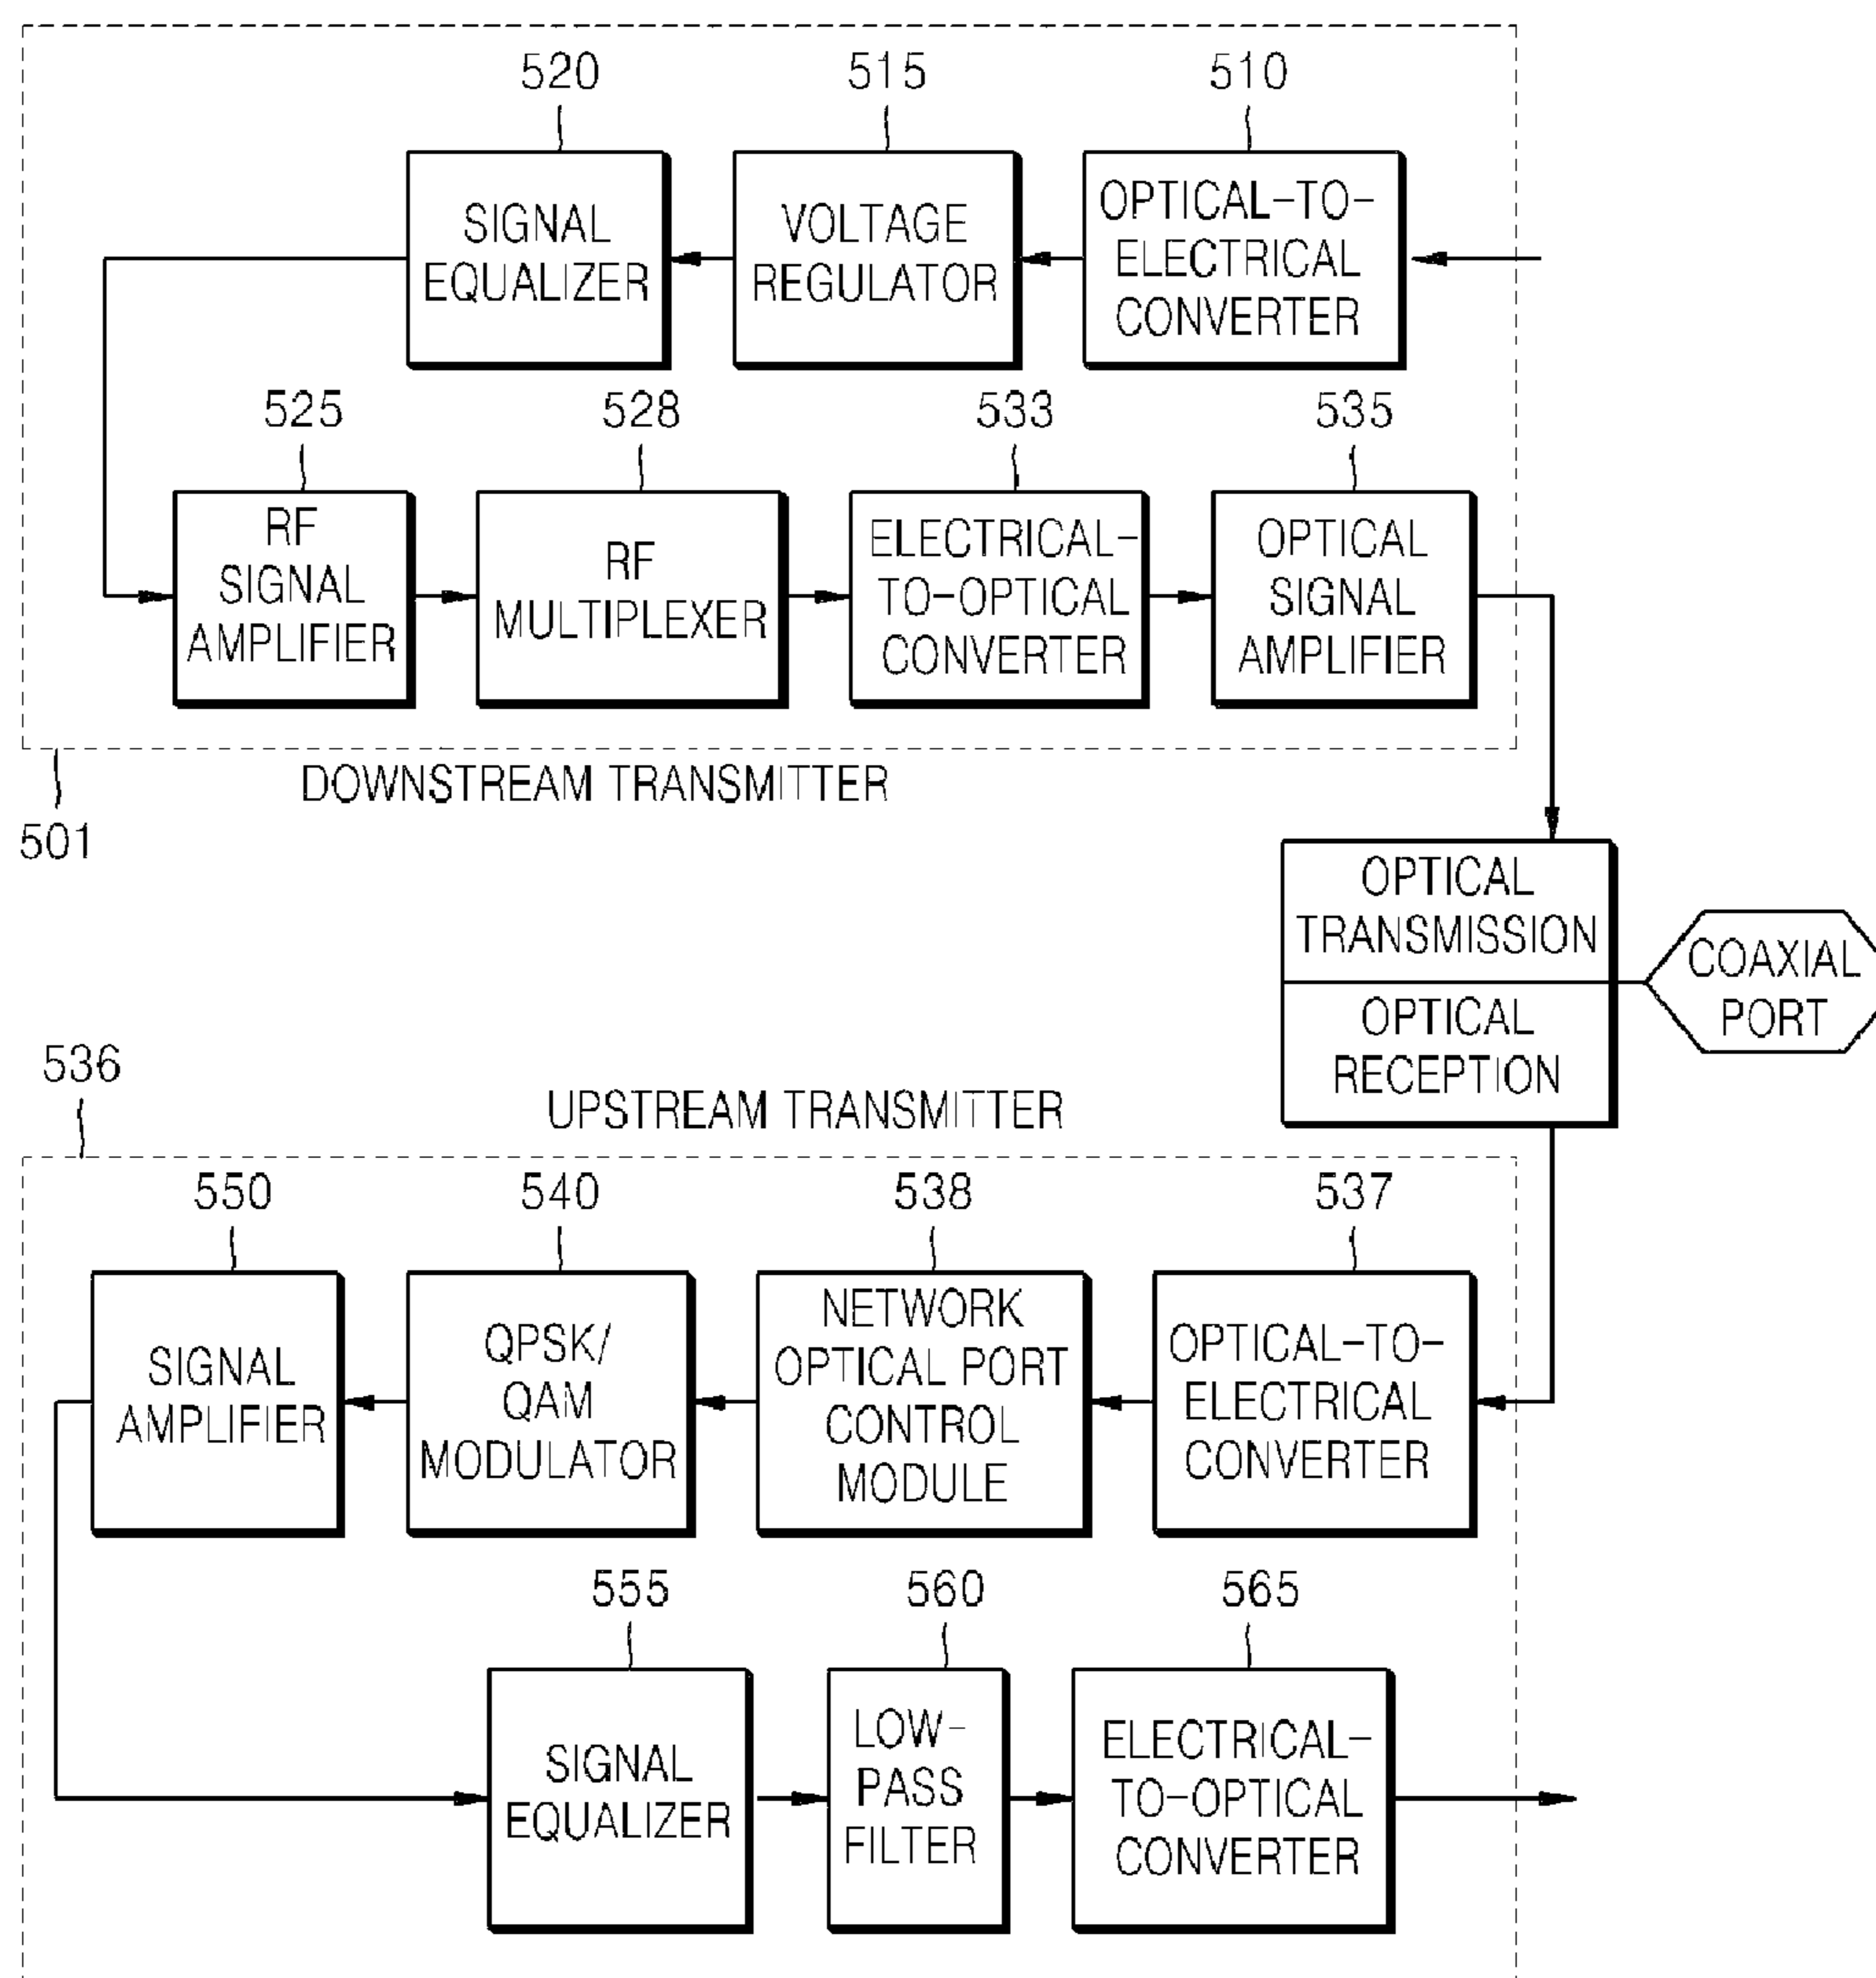 520
515
510
SIGNAL
EQUALIZER
VOLTAGE
REGULATOR
OPTICAL-TO-
ELECTRICAL
CONVERTER
525
528
533
535
RF
SIGNAL
AMPLIFIER
RF
MULTIPLEXER
ELECTRICAL-
TO-OPTICAL
CONVERTER
OPTICAL
SIGNAL
AMPLIFIER
DOWNSTREAM TRANSMITTER
501
OPTICAL
TRANSMISSION
OPTICAL
RECEPTION
COAXIAL
PORT
536
UPSTREAM TRANSMITTER
550
540
538
537
SIGNAL
AMPLIFIER
QPSK/
QAM
MODULATOR
NETWORK
OPTICAL PORT
CONTROL
MODULE
OPTICAL-TO-
ELECTRICAL
CONVERTER
555
560
565
SIGNAL
EQUALIZER
LOW-
PASS
FILTER
ELECTRICAL-
TO-OPTICAL
CONVERTER